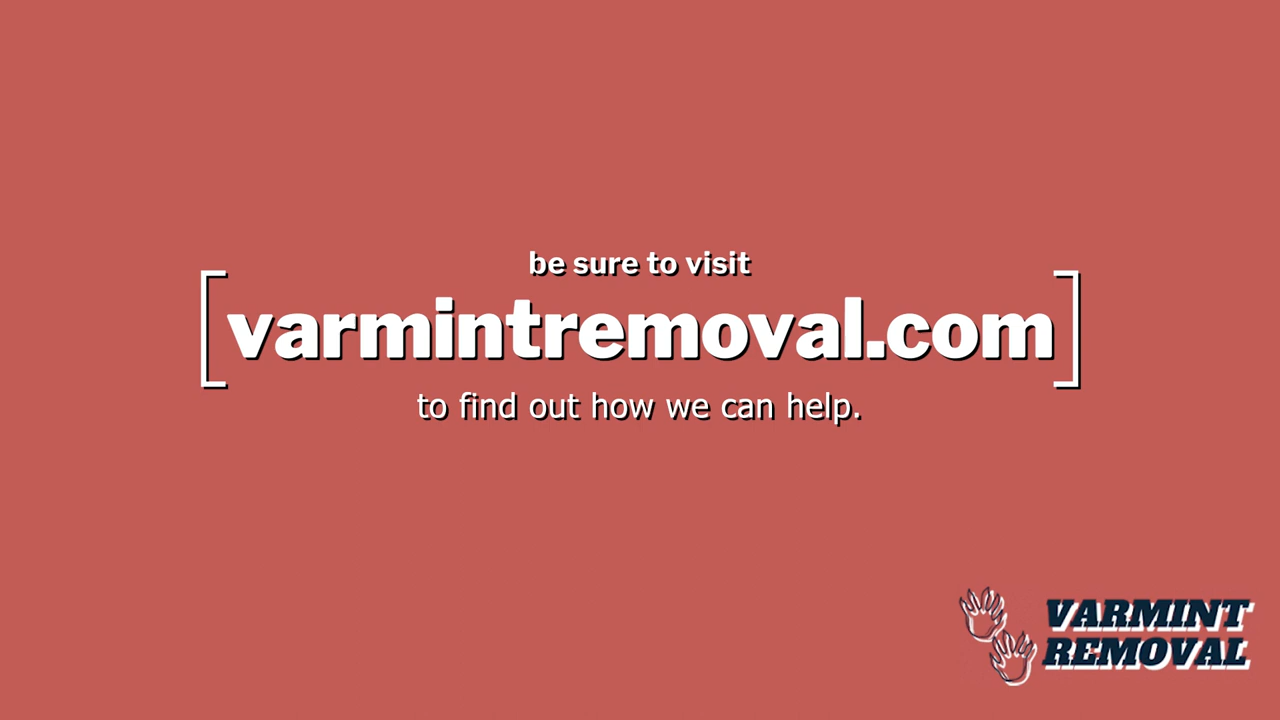 be sure to visit
varmintremoval.com
to find out how we can help.
VARMINT
REMOVAL